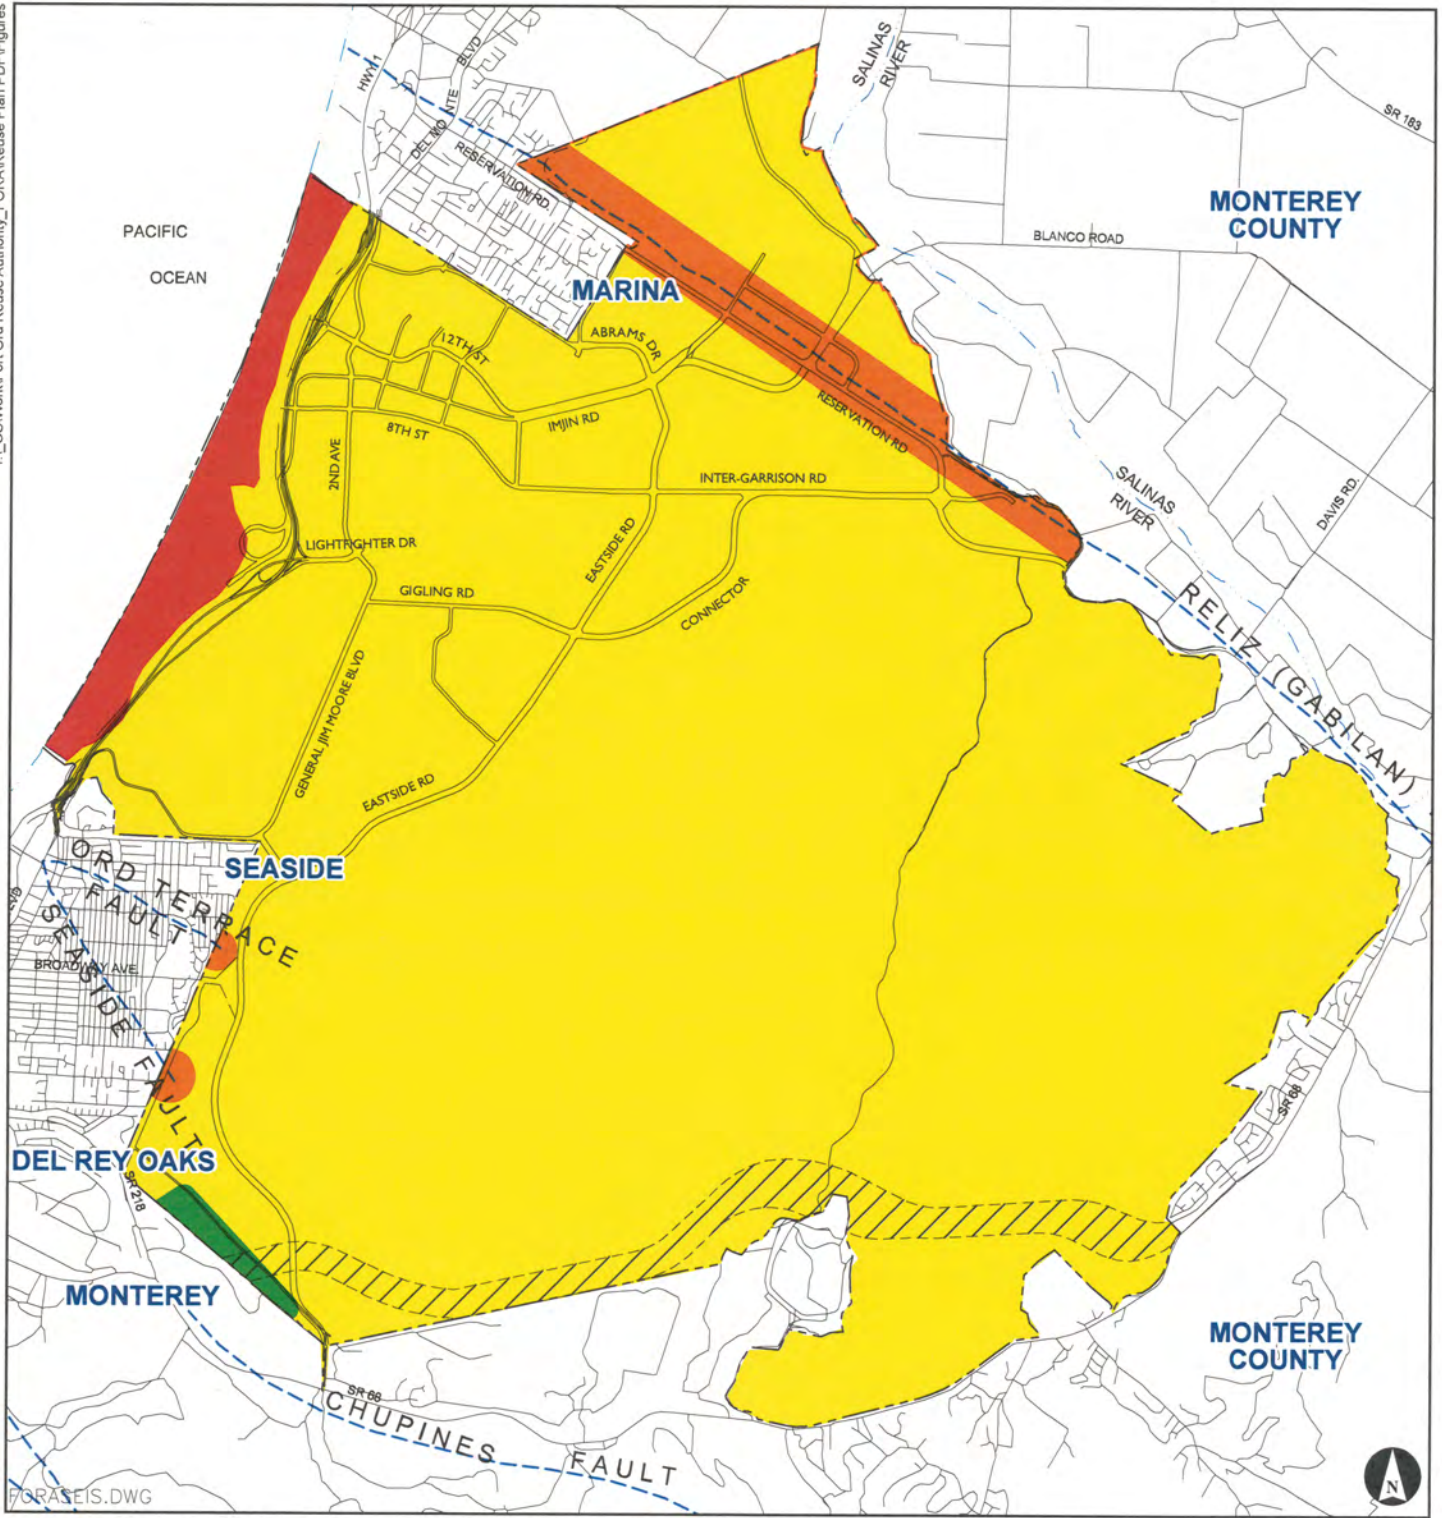 HWY 1
DEL MONTE BLVD
RESERVATION RD.
SALINAS
RIVER
SR 183
MONTEREY
COUNTY
PACIFIC
OCEAN
BLANCO ROAD
MARINA
ABRAMS DR
12TH ST
IMJIN RD
8TH ST
2ND AVE
RESERVATION RD
INTER-GARRISON RD
SALINAS
RIVER
DAVIS RD.
LIGHTFIGHTER DR
EASTSIDE RD
GIGLING RD
CONNECTOR
RELIZ (GABILAN)
GENERAL JIM MOORE BLVD
EASTSIDE RD
SEASIDE
ORD TERRACE
FAULT
LVD
SEASIDE FAULT
BROADWAY AVE
SR 68
DEL REY OAKS
SR 218
MONTEREY
MONTEREY
COUNTY
SR 68
CHUPINES FAULT
N
FORASEIS.DWG